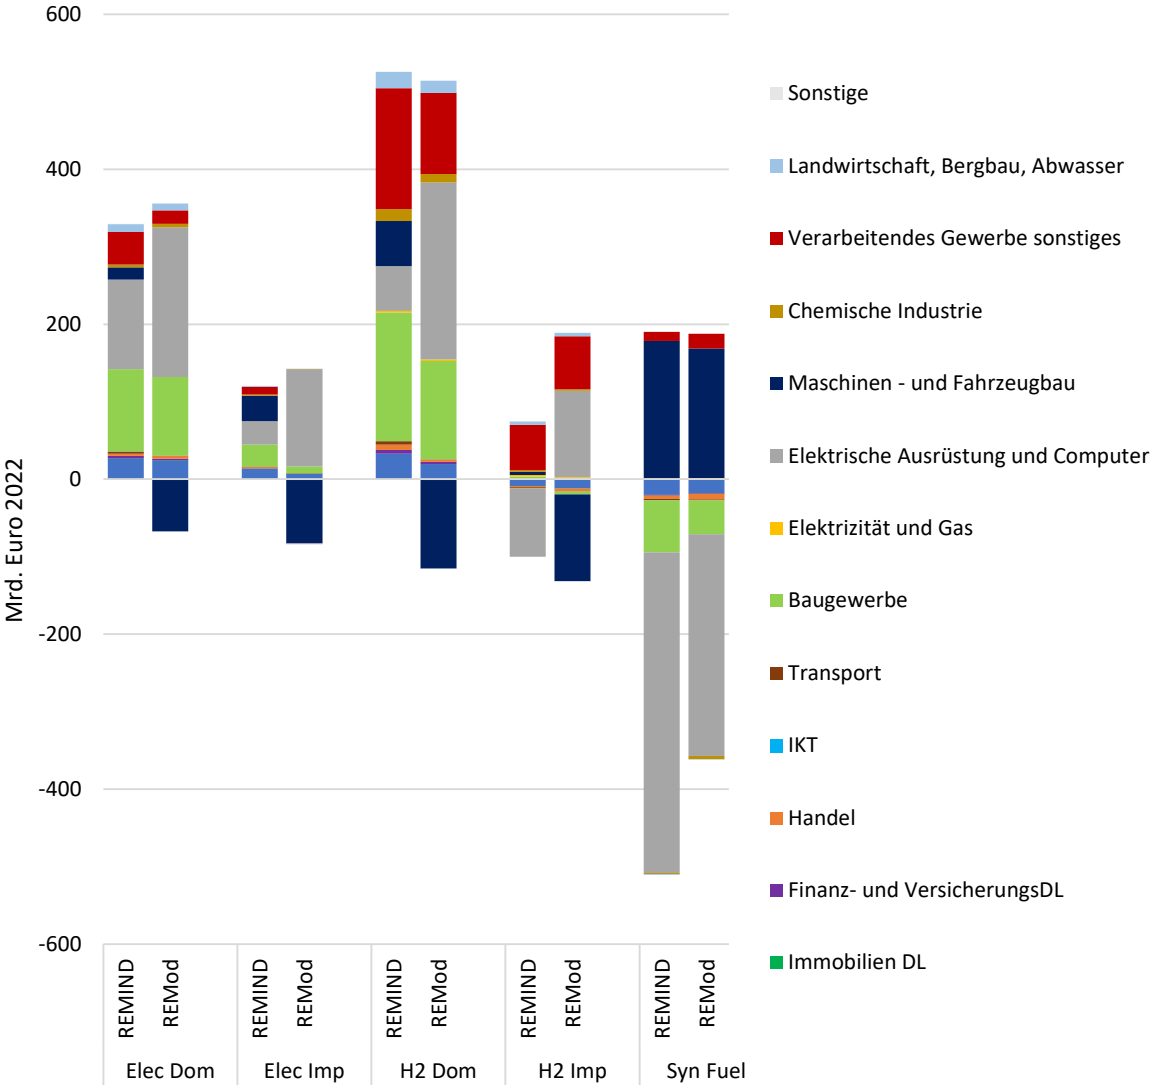 600
400
200
0
-200
-400
-600
Mrd. Euro 2022
REMIND
REMod
REMIND
REMod
REMIND
REMod
REMIND
REMod
REMIND
REMod
Elec Dom
Elec Imp
H2 Dom
H2 Imp
Syn Fuel
Sonstige
Landwirtschaft, Bergbau, Abwasser
Verarbeitendes Gewerbe sonstiges
Chemische Industrie
Maschinen - und Fahrzeugbau
Elektrische Ausrüstung und Computer
Elektrizität und Gas
Baugewerbe
Transport
IKT
Handel
Finanz- und VersicherungsDL
Immobilien DL